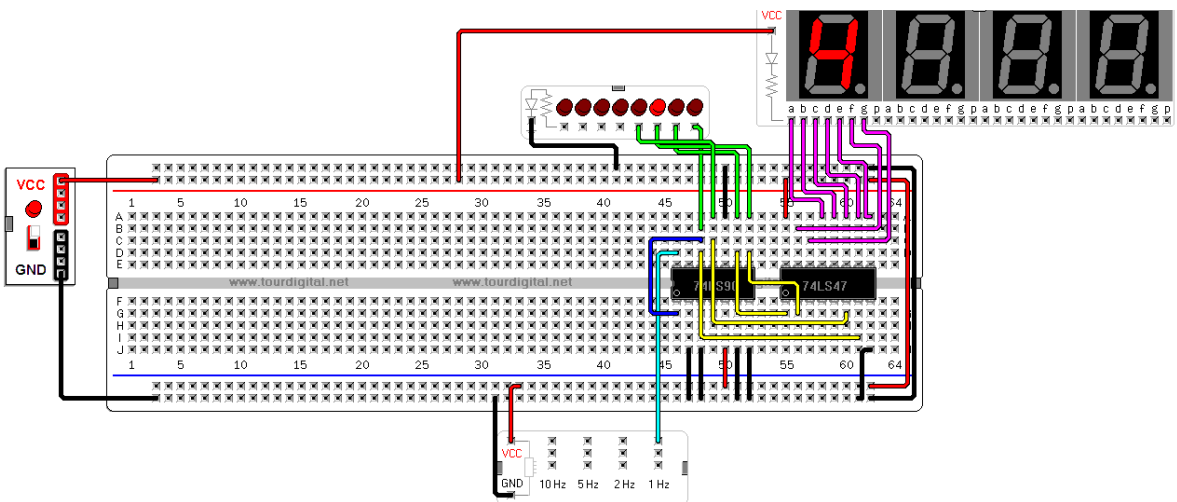 VCC
a b c d e f g p a b c d e f g p a b c d e f g p a b c d e f g p
VCC
GND
1 5 10 15 20 25 30 35 40 45 50 55 60 64
A
B
C
D
E
www.tourdigital.net www.tourdigital.net
74LS90 74LS47
F
G
H
I
J
1 5 10 15 20 25 30 35 40 45 50 55 60 64
VCC
GND 10 Hz 5 Hz 2 Hz 1 Hz